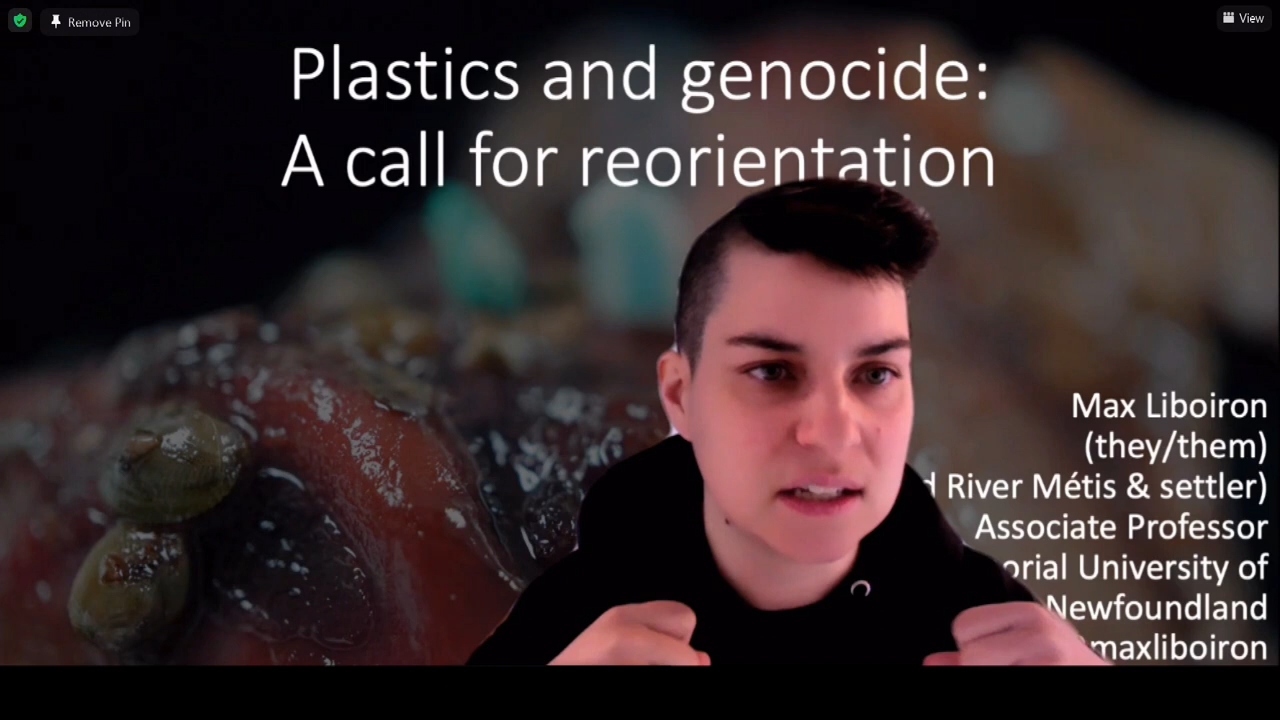 Remove Pin
View
Plastics and genocide:
A call for reorientation
Max Liboiron
(they/them)
River Métis & settler)
Associate Professor
University of
Newfoundland
maxliboiron